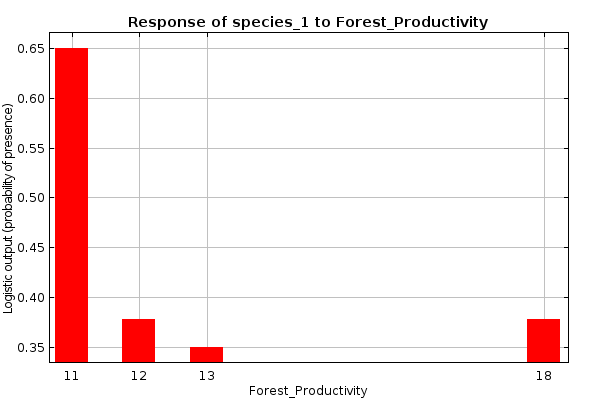 Response of species_1 to Forest_Productivity
Logistic output (probability of presence)
0.65
0.60
0.55
0.50
0.45
0.40
0.35
11 12 13 18
Forest_Productivity